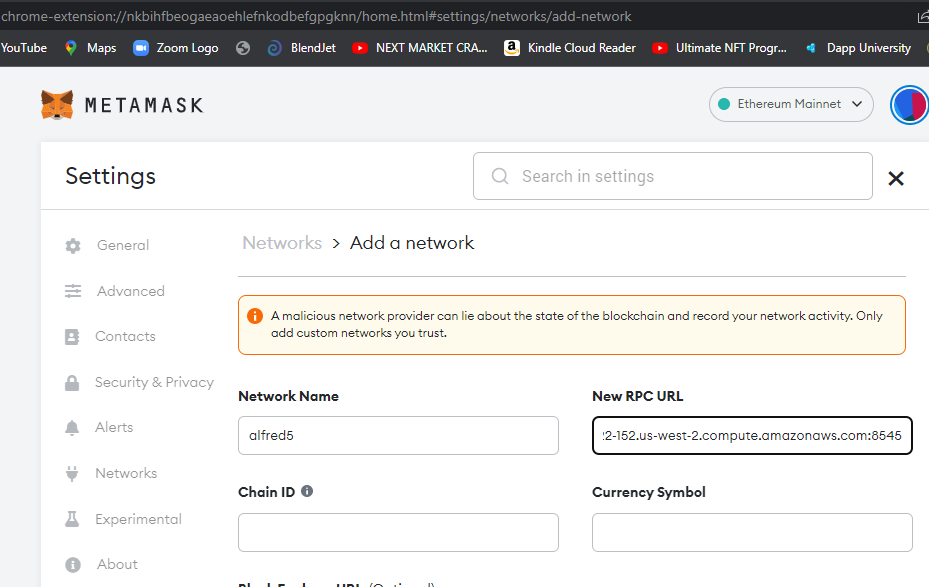 chrome-extension://nkbihfbeogaeaoehlefnkodbefgpgknn/home.html#settings/networks/add-network
YouTube Maps Zoom Logo BlendJet NEXT MARKET CRA... Kindle Cloud Reader Ultimate NFT Progr... Dapp University
METAMASK Ethereum Mainnet
Settings Search in settings
General
Advanced
Contacts
Security & Privacy
Alerts
Networks
Experimental
About
Networks > Add a network
A malicious network provider can lie about the state of the blockchain and record your network activity. Only
add custom networks you trust.
Network Name
alfred5
New RPC URL
2-152.us-west-2.compute.amazonaws.com:8545
Chain ID
Currency Symbol